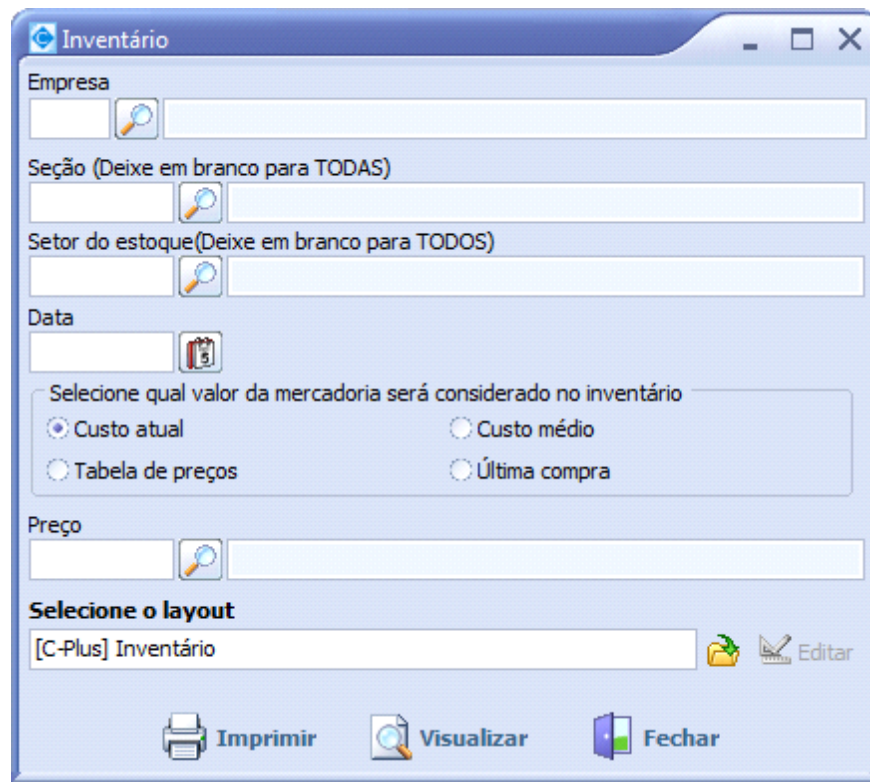 Inventário
Empresa
Seção (Deixe em branco para TODAS)
Setor do estoque(Deixe em branco para TODOS)
Data
5
Selecione qual valor da mercadoria será considerado no inventário
Custo atual Custo médio
Tabela de preços Última compra
Preço
Selecione o layout
[C-Plus] Inventário Editar
Imprimir Visualizar Fechar